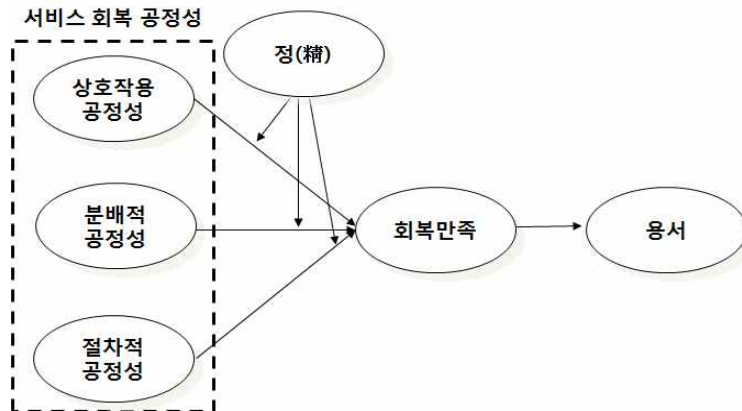 서비스 회복 공정성
정(精)
상호작용
공정성
분배적
공정성
회복만족
용서
절차적
공정성